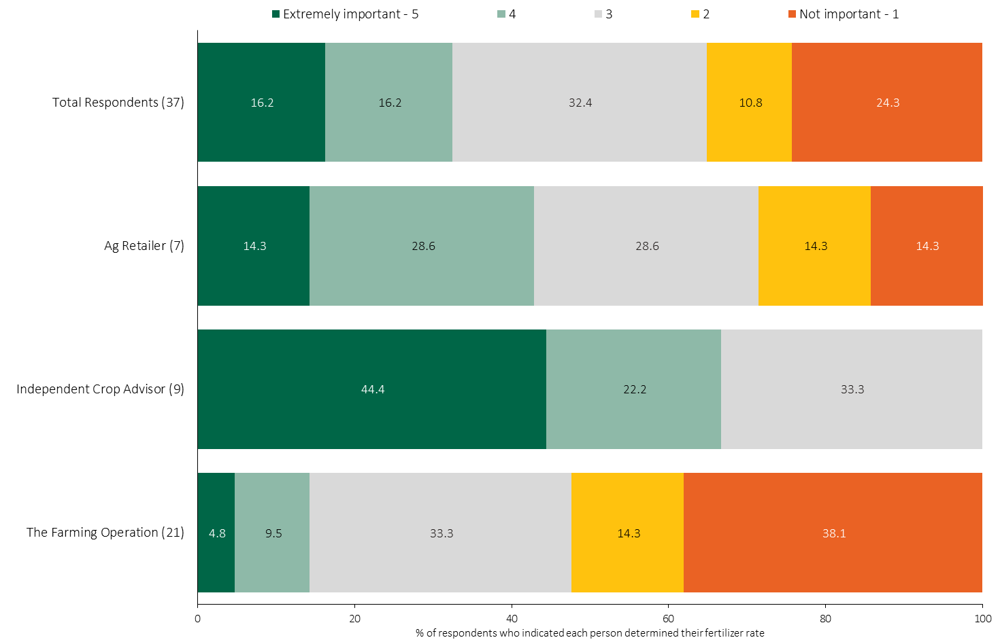 Extremely important - 5 4 3 2 Not important - 1
Total Respondents (37) 16.2 16.2 32.4 10.8 24.3
Ag Retailer (7) 14.3 28.6 28.6 14.3 14.3
Independent Crop Advisor (9) 44.4 22.2 33.3
The Farming Operation (21) 4.8 9.5 33.3 14.3 38.1
0 20 40 60 80 100
% of respondents who indicated each person determined their fertilizer rate